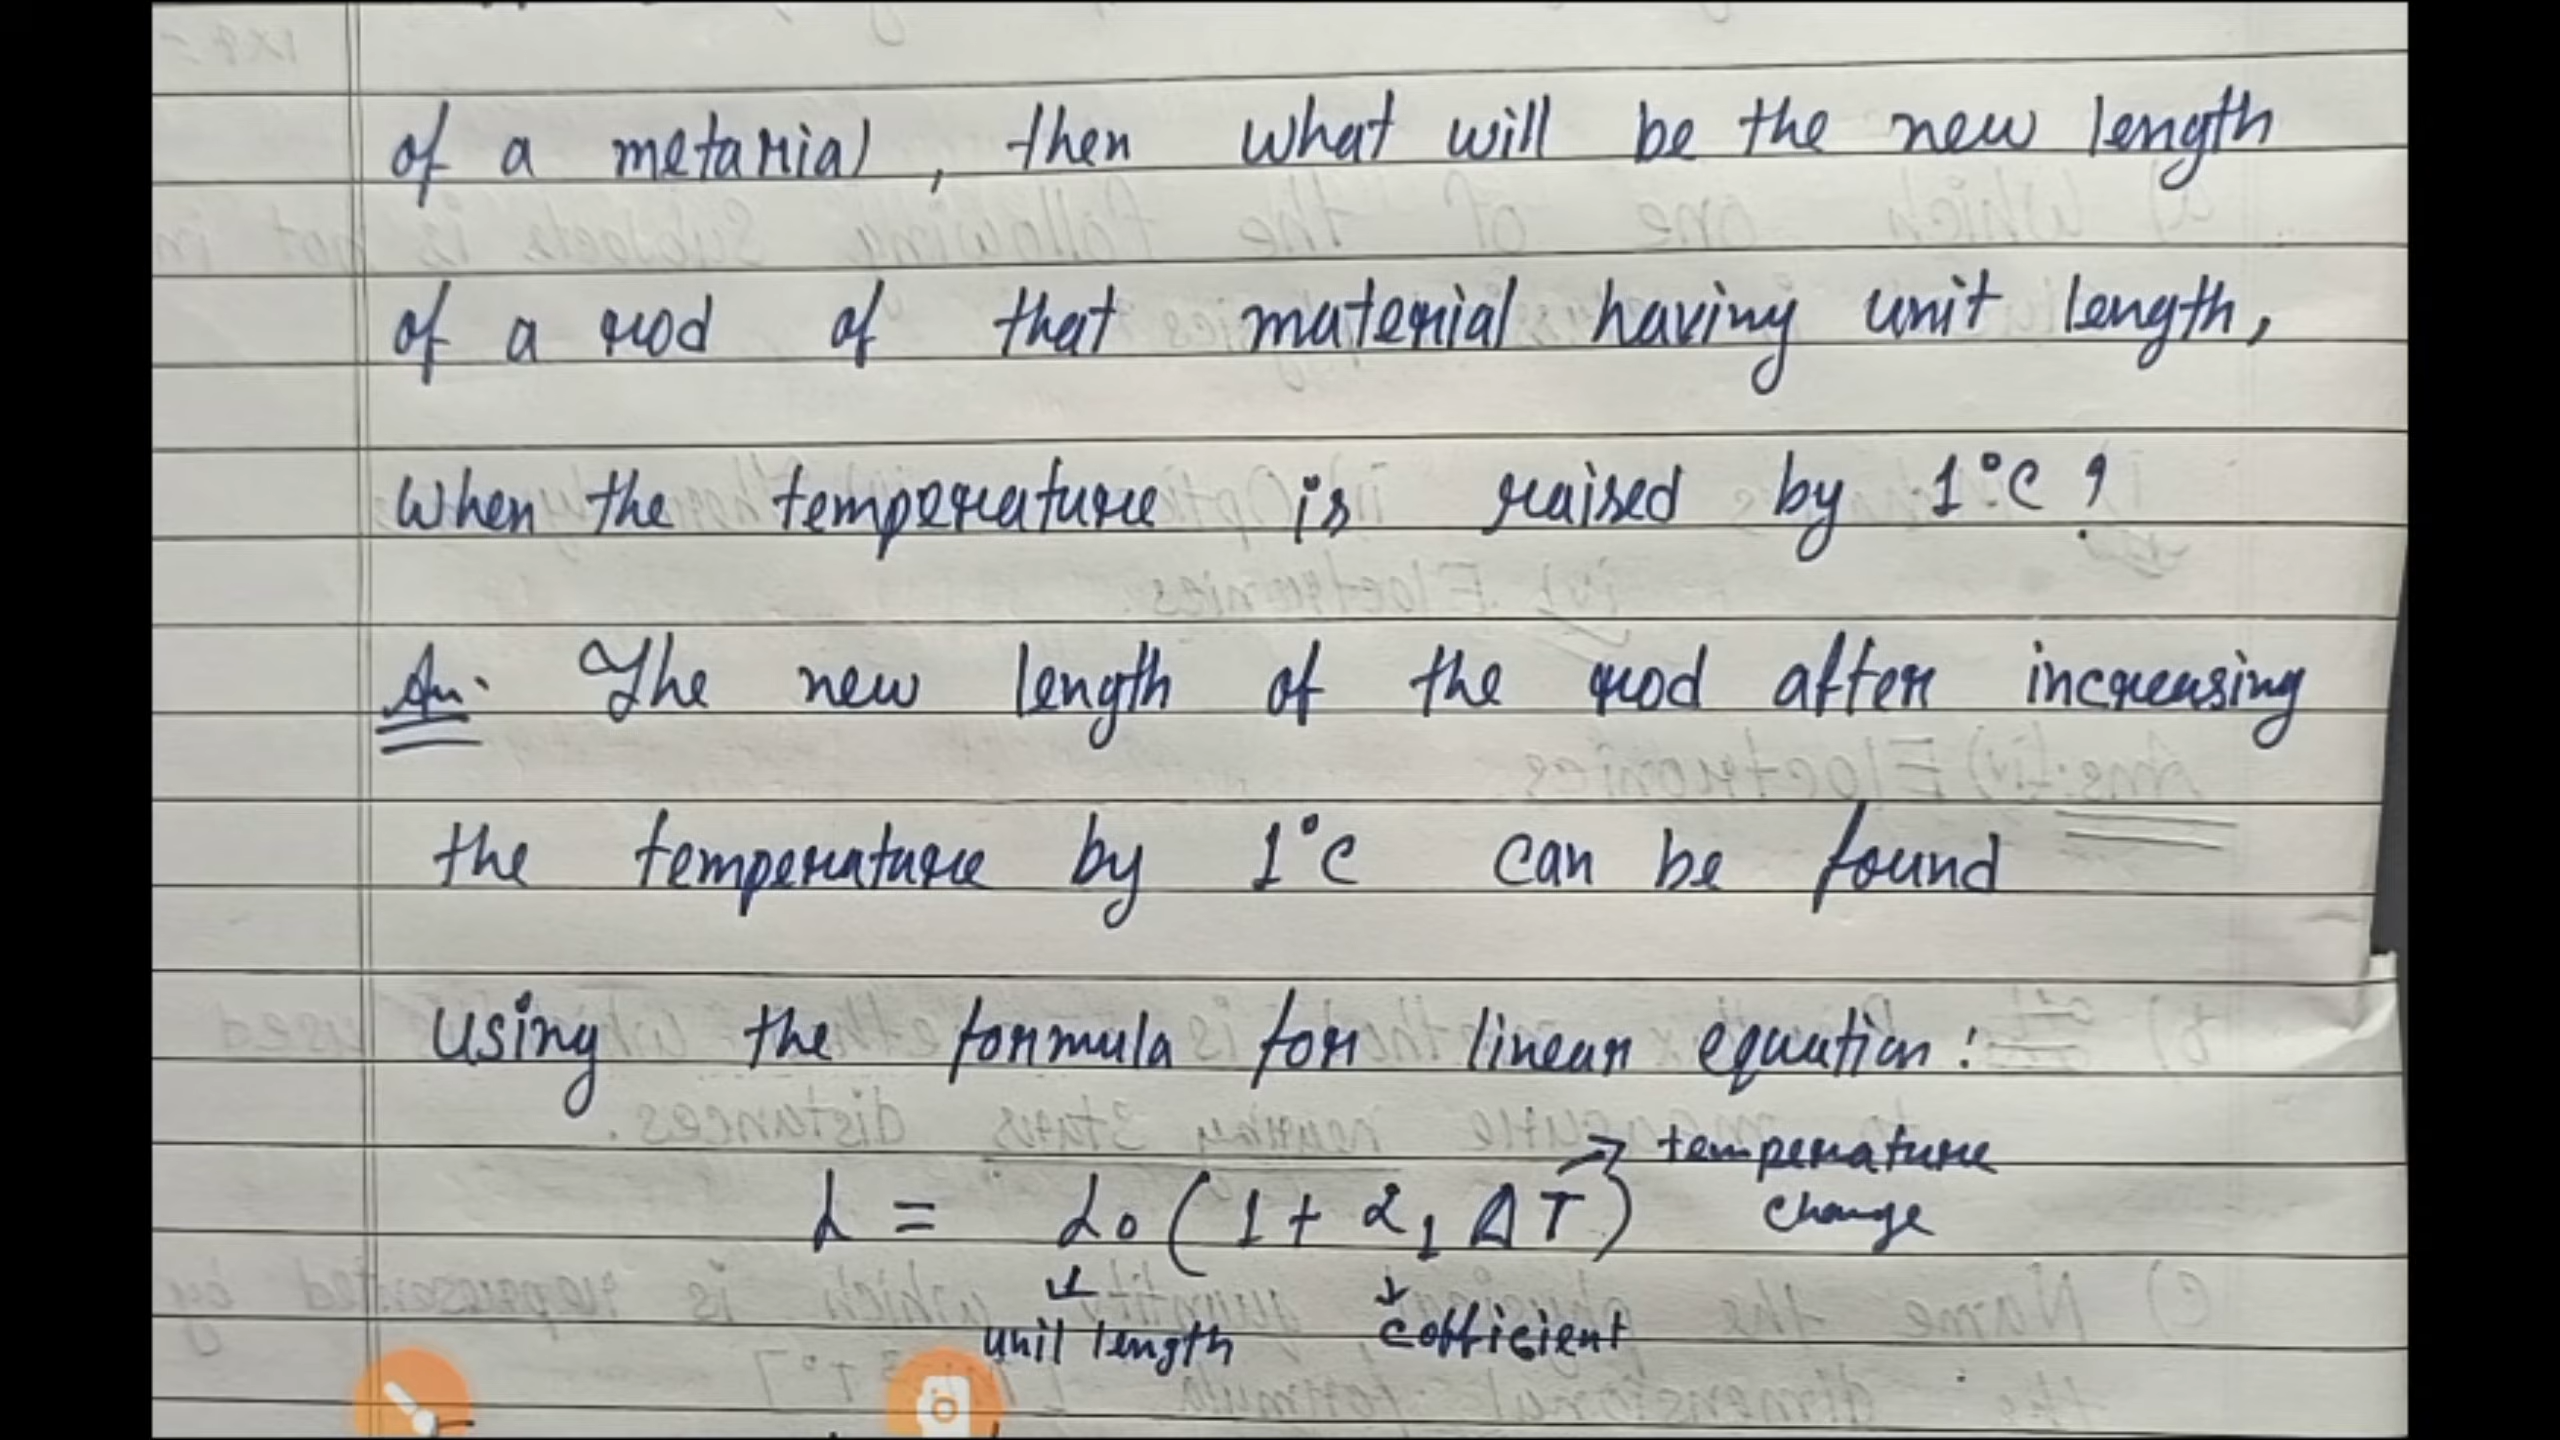 of a metarial, then what will be the new length
of a rod of that material having unit length,
when the temperature is raised by 1°C?
An. The new length of the rod after increasing
the temperature by 1°C can be found
using the formula for linear equation:
L = L₀ (1 + α₁ ΔT) → temperature change
↓ unil length ↓ cofficient